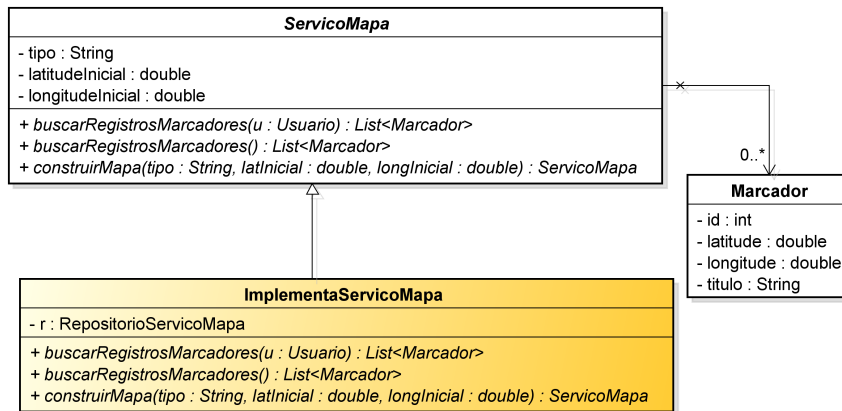 ServicoMapa
- tipo : String
- latitudeInicial : double
- longitudeInicial : double
+ buscarRegistrosMarcadores(u : Usuario) : List<Marcador>
+ buscarRegistrosMarcadores() : List<Marcador>
+ construirMapa(tipo : String, latInicial : double, longInicial : double) : ServicoMapa
0..*
Marcador
- id : int
- latitude : double
- longitude : double
- titulo : String
ImplementaServicoMapa
- r : RepositorioServicoMapa
+ buscarRegistrosMarcadores(u : Usuario) : List<Marcador>
+ buscarRegistrosMarcadores() : List<Marcador>
+ construirMapa(tipo : String, latInicial : double, longInicial : double) : ServicoMapa